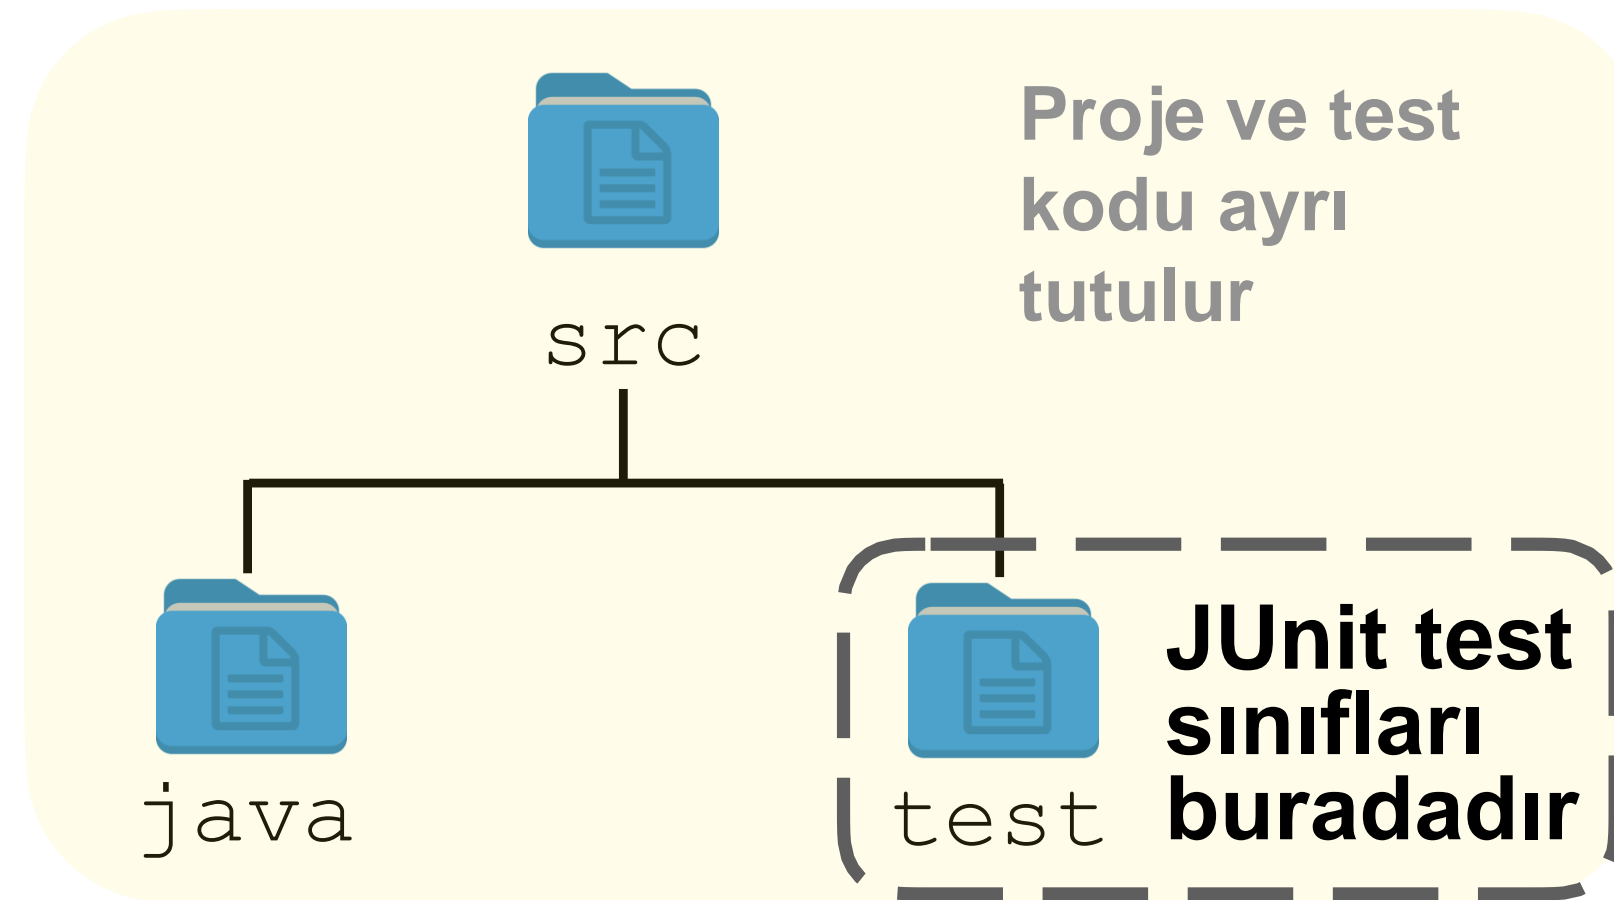 Proje ve test
kodu ayrı
tutulur
src
java
test
JUnit test
sınıfları
buradadır